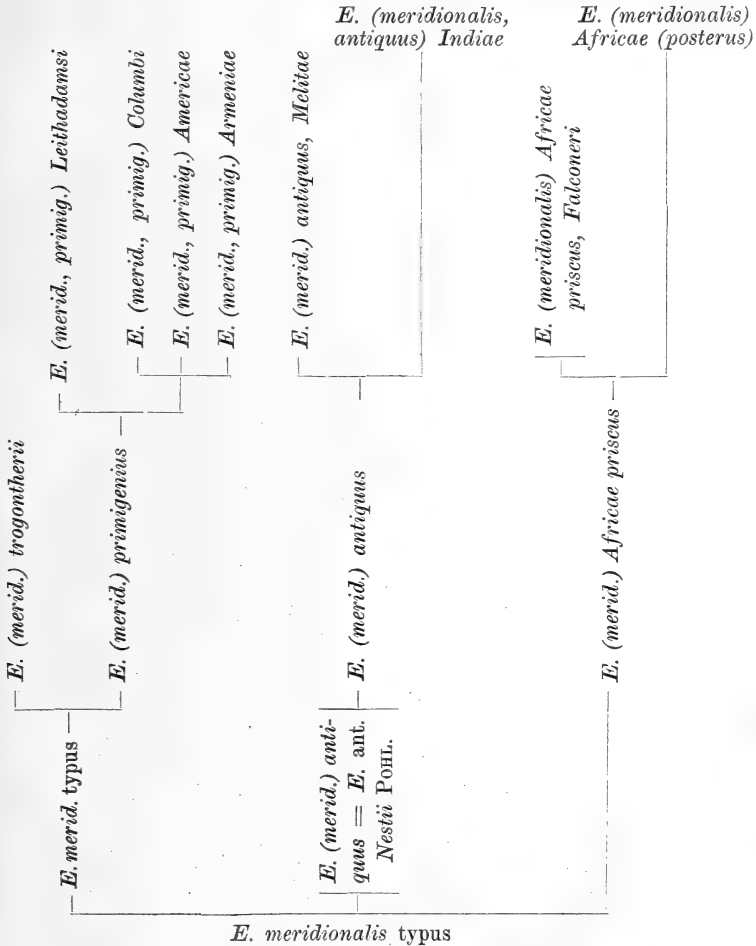 E. (meridionalis,
antiquus) Indiae
E. (meridionalis)
Africae (posterus)
E. (merid., primig.) Leithadamsi
E. (merid., primig.) Columbi
E. (merid., primig.) Americae
E. (merid., primig.) Armeniae
E. (merid.) antiquus, Melitae
E. (meridionalis) Africae
priscus, Falconeri
E. (merid.) trogontherii
E. (merid.) primigenius
E. (merid.) antiquus
E. (merid.) Africae priscus
E. merid. typus
E. (merid.) anti-
quus = E. ant.
Nestii POHL.
E. meridionalis typus